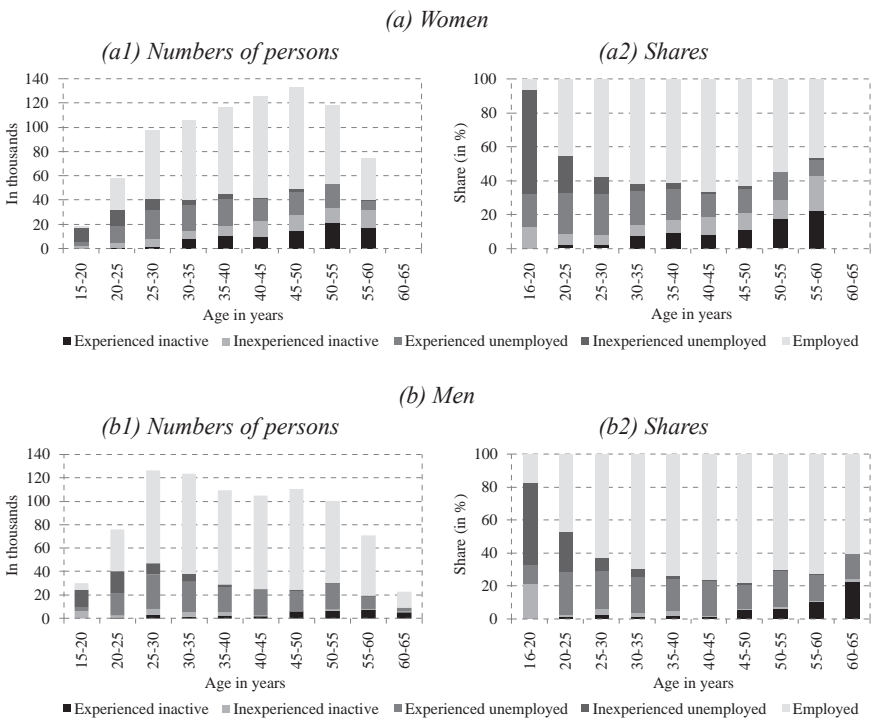 (a) Women
(a1) Numbers of persons
140
120
100
80
60
40
20
0
In thousands
15-20 20-25 25-30 30-35 35-40 40-45 45-50 50-55 55-60 60-65
Age in years
(a2) Shares
100
80
60
40
20
0
Share (in %)
16-20 20-25 25-30 30-35 35-40 40-45 45-50 50-55 55-60 60-65
Age in years
Experienced inactive Inexperienced inactive Experienced unemployed Inexperienced unemployed Employed
(b) Men
(b1) Numbers of persons
140
120
100
80
60
40
20
0
In thousands
15-20 20-25 25-30 30-35 35-40 40-45 45-50 50-55 55-60 60-65
Age in years
(b2) Shares
100
80
60
40
20
0
Share (in %)
16-20 20-25 25-30 30-35 35-40 40-45 45-50 50-55 55-60 60-65
Age in years
Experienced inactive Inexperienced inactive Experienced unemployed Inexperienced unemployed Employed